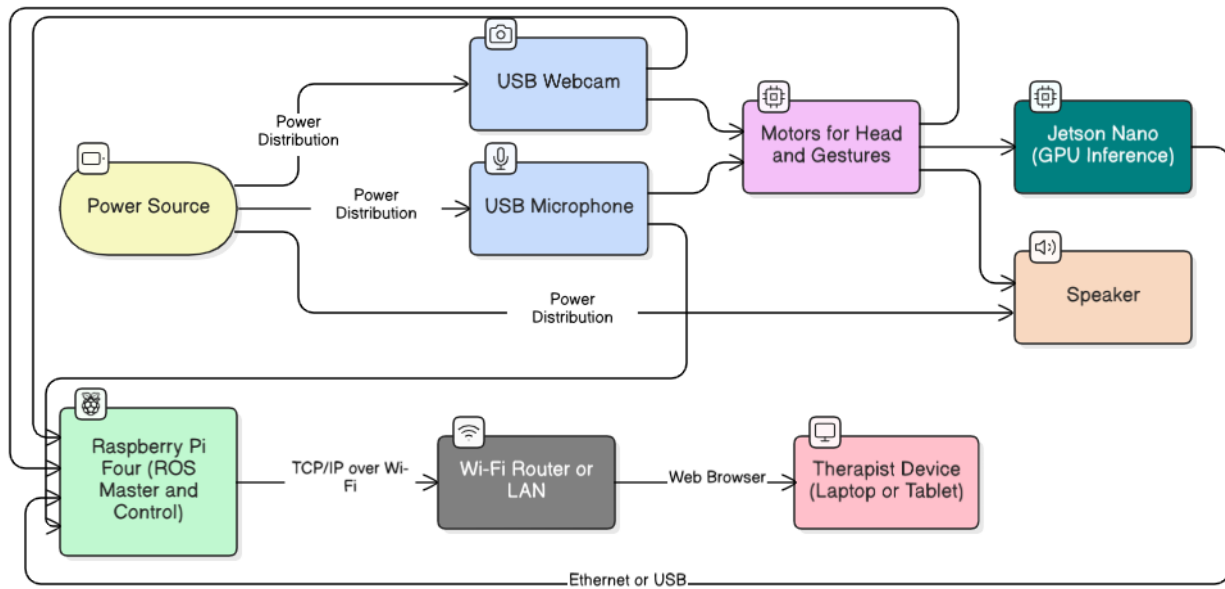 USB Webcam
Power
Distribution
Motors for Head
and Gestures
Jetson Nano
(GPU Inference)
Power Source
Power
Distribution
USB Microphone
Power
Distribution
Speaker
Raspberry Pi
Four (ROS
Master and
Control)
TCP/IP over Wi-
Fi
Wi-Fi Router or
LAN
Web Browser
Therapist Device
(Laptop or Tablet)
Ethernet or USB